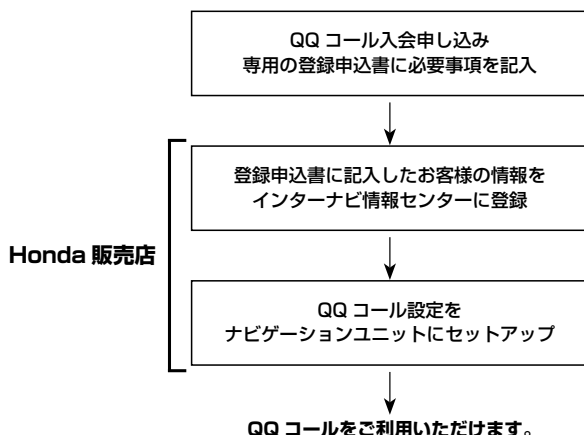 QQ コール入会申し込み
専用の登録申込書に必要事項を記入
登録申込書に記入したお客様の情報を
インターナビ情報センターに登録
Honda 販売店
QQ コール設定を
ナビゲーションユニットにセットアップ
QQ コールをご利用いただけます。